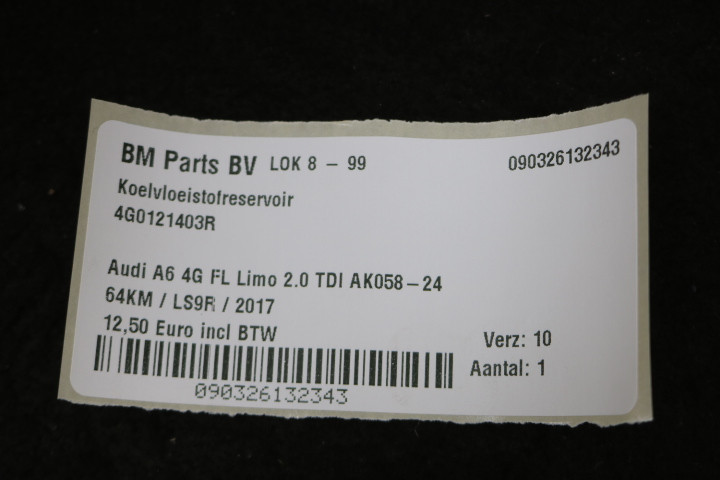 BM Parts BV LOK 8 – 99 090326132343
Koelvloeistofreservoir
4G0121403R
Audi A6 4G FL Limo 2.0 TDI AK058–24
64KM / LS9R / 2017
12,50 Euro incl BTW
Verz: 10
Aantal: 1
090326132343